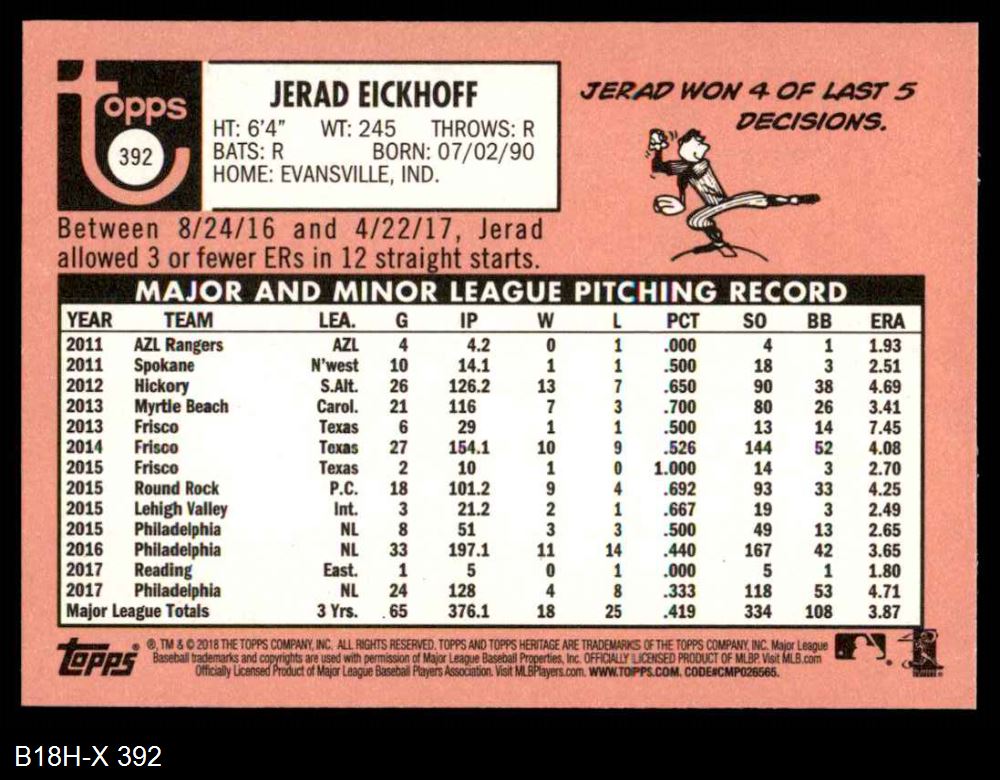 Topps
392
JERAD EICKHOFF
HT: 6'4" WT: 245 THROWS: R
BATS: R BORN: 07/02/90
HOME: EVANSVILLE, IND.
JERAD WON 4 OF LAST 5
DECISIONS.
Between 8/24/16 and 4/22/17, Jerad
allowed 3 or fewer ERs in 12 straight starts.
MAJOR AND MINOR LEAGUE PITCHING RECORD
YEAR TEAM LEA. G IP W L PCT SO BB ERA
2011 AZL Rangers AZL 4 4.2 0 1 .000 4 1 1.93
2011 Spokane N'west 10 14.1 1 1 .500 18 3 2.51
2012 Hickory S.Alt. 26 126.2 13 7 .650 90 38 4.69
2013 Myrtle Beach Carol. 21 116 7 3 .700 80 26 3.41
2013 Frisco Texas 6 29 1 1 .500 13 14 7.45
2014 Frisco Texas 27 154.1 10 9 .526 144 52 4.08
2015 Frisco Texas 2 10 1 0 1.000 14 3 2.70
2015 Round Rock P.C. 18 101.2 9 4 .692 93 33 4.25
2015 Lehigh Valley Int. 3 21.2 2 1 .667 19 3 2.49
2015 Philadelphia NL 8 51 3 3 .500 49 13 2.65
2016 Philadelphia NL 33 197.1 11 14 .440 167 42 3.65
2017 Reading East. 1 5 0 1 .000 5 1 1.80
2017 Philadelphia NL 24 128 4 8 .333 118 53 4.71
Major League Totals 3 Yrs. 65 376.1 18 25 .419 334 108 3.87
Topps ®, TM & © 2018 THE TOPPS COMPANY, INC. ALL RIGHTS RESERVED. TOPPS AND TOPPS HERITAGE ARE TRADEMARKS OF THE TOPPS COMPANY, INC. Major League
Baseball trademarks and copyrights are used with permission of Major League Baseball Properties, Inc. OFFICIALLY LICENSED PRODUCT OF MLBP. Visit MLB.com
Officially Licensed Product of Major League Baseball Players Association. Visit MLBPlayers.com. WWW.TOPPS.COM. CODE#CMP026565.
B18H-X 392